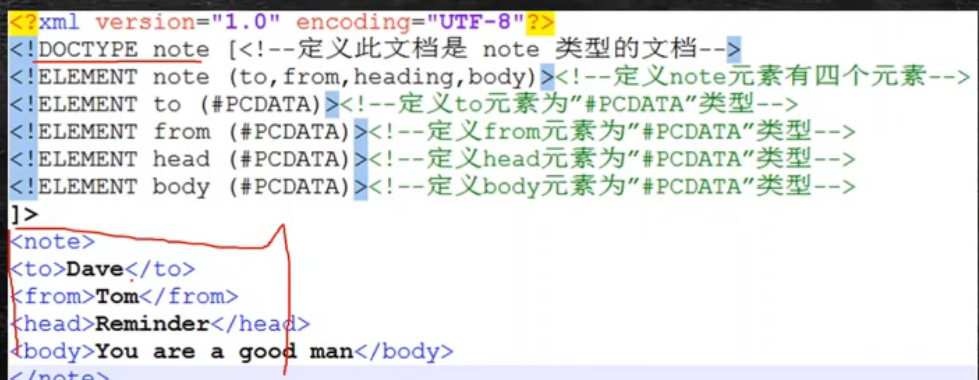 <?xml version="1.0" encoding="UTF-8"?>
<!DOCTYPE note [<!--定义此文档是 note 类型的文档-->
<!ELEMENT note (to,from,heading,body)><!--定义note元素有四个元素-->
<!ELEMENT to (#PCDATA)><!--定义to元素为"#PCDATA"类型-->
<!ELEMENT from (#PCDATA)><!--定义from元素为"#PCDATA"类型-->
<!ELEMENT head (#PCDATA)><!--定义head元素为"#PCDATA"类型-->
<!ELEMENT body (#PCDATA)><!--定义body元素为"#PCDATA"类型-->
]>
<note>
<to>Dave</to>
<from>Tom</from>
<head>Reminder</head>
<body>You are a good man</body>
</note>